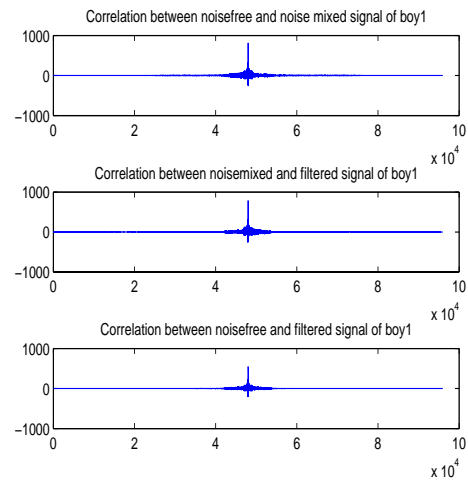 Correlation between noisefree and noise mixed signal of boy1
1000
0
−1000
0 2 4 6 8 10
x 10^4
Correlation between noisemixed and filtered signal of boy1
1000
0
−1000
0 2 4 6 8 10
x 10^4
Correlation between noisefree and filtered signal of boy1
1000
0
−1000
0 2 4 6 8 10
x 10^4